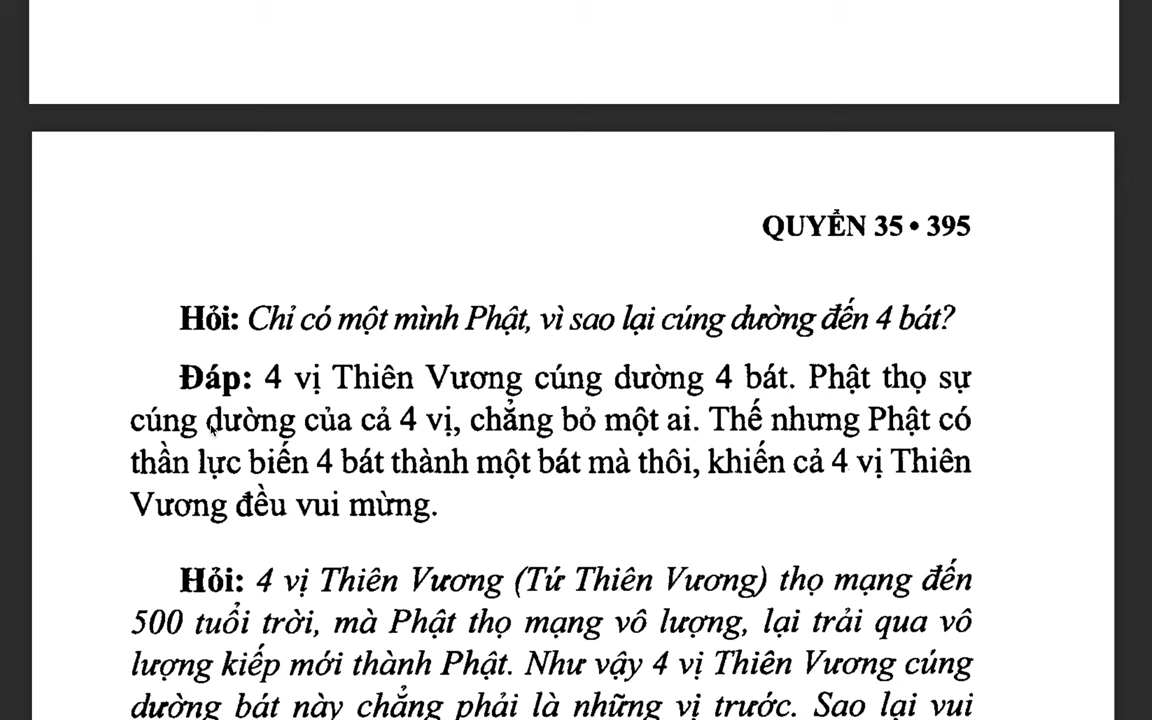 QUYỂN 35 • 395
Hỏi: Chỉ có một mình Phật, vì sao lại cúng dường đến 4 bát?
Đáp: 4 vị Thiên Vương cúng dường 4 bát. Phật thọ sự
cúng dường của cả 4 vị, chẳng bỏ một ai. Thế nhưng Phật có
thần lực biến 4 bát thành một bát mà thôi, khiến cả 4 vị Thiên
Vương đều vui mừng.
Hỏi: 4 vị Thiên Vương (Tứ Thiên Vương) thọ mạng đến
500 tuổi trời, mà Phật thọ mạng vô lượng, lại trải qua vô
lượng kiếp mới thành Phật. Như vậy 4 vị Thiên Vương cúng
dường bát này chẳng phải là những vị trước. Sao lại vui